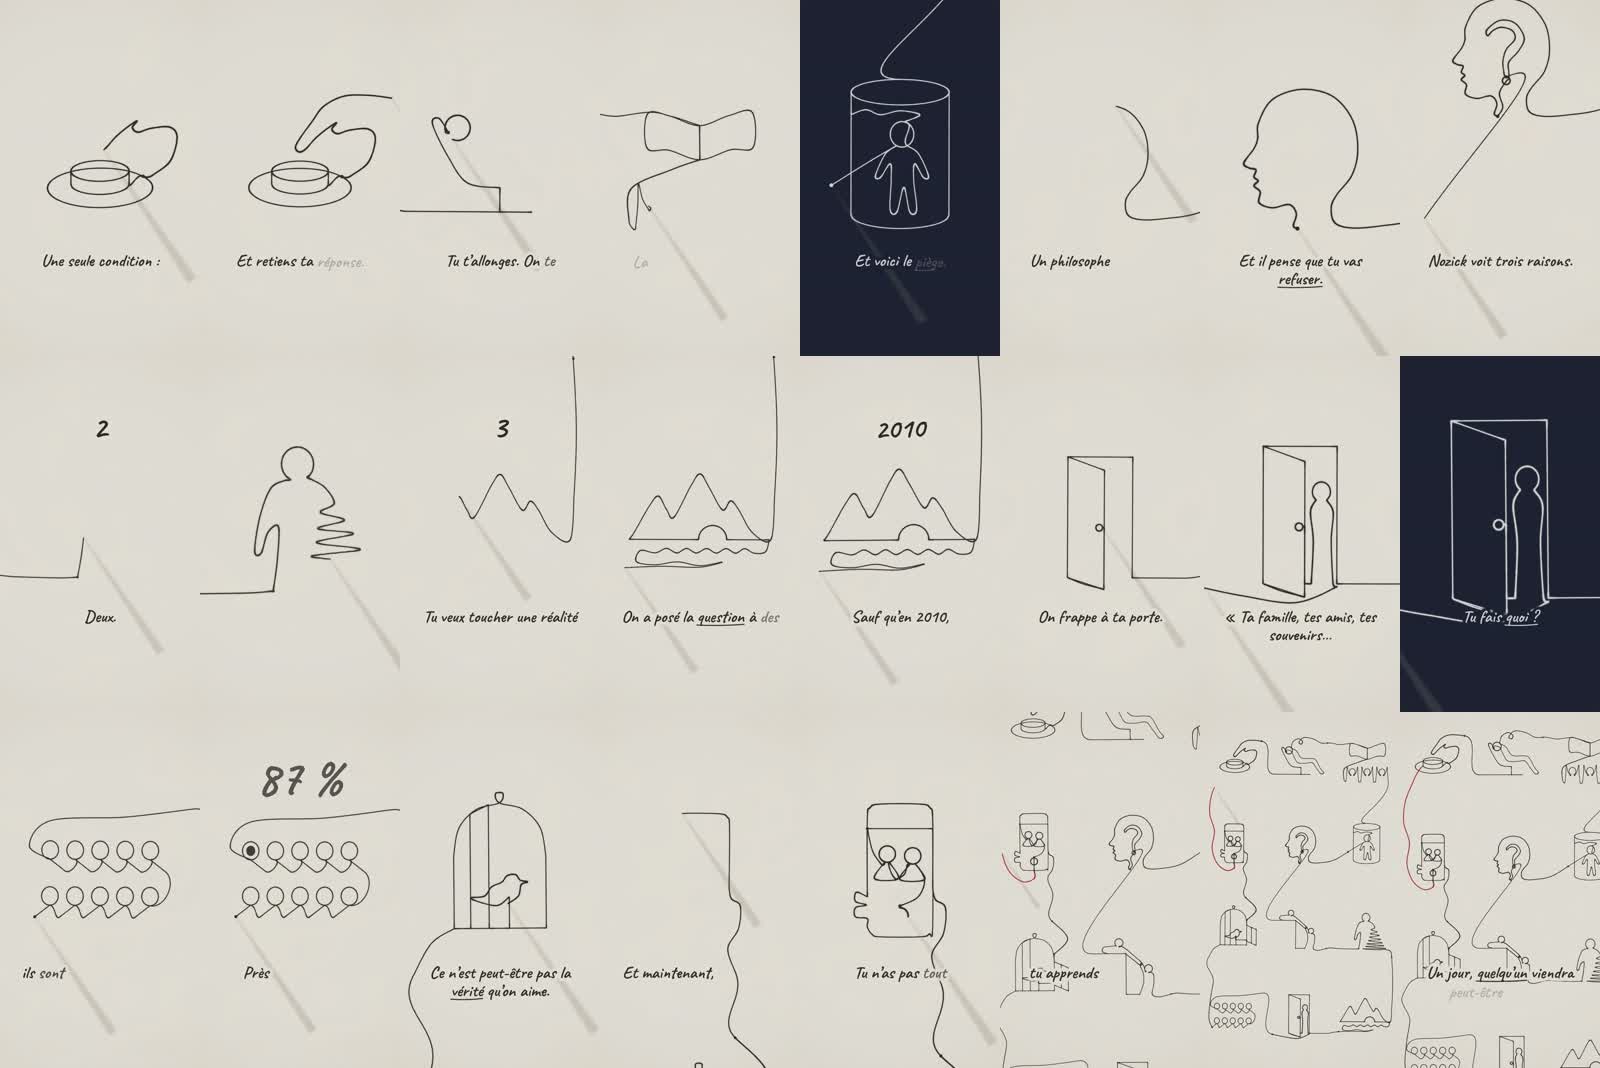 Une seule condition :
Et retiens ta réponse.
Tu t'allonges. On te
La
Et voici le piège.
Un philosophe
Et il pense que tu vas
refuser.
Nozick voit trois raisons.
2
Deux.
3
Tu veux toucher une réalité
On a posé la question à des
2010
Sauf qu'en 2010,
On frappe à ta porte.
« Ta famille, tes amis, tes
souvenirs...
Tu fais quoi ?
ils sont
87 %
Près
Ce n'est peut-être pas la
vérité qu'on aime.
Et maintenant,
Tu n'as pas tout
tu apprends
Un jour, quelqu'un viendra
peut-être